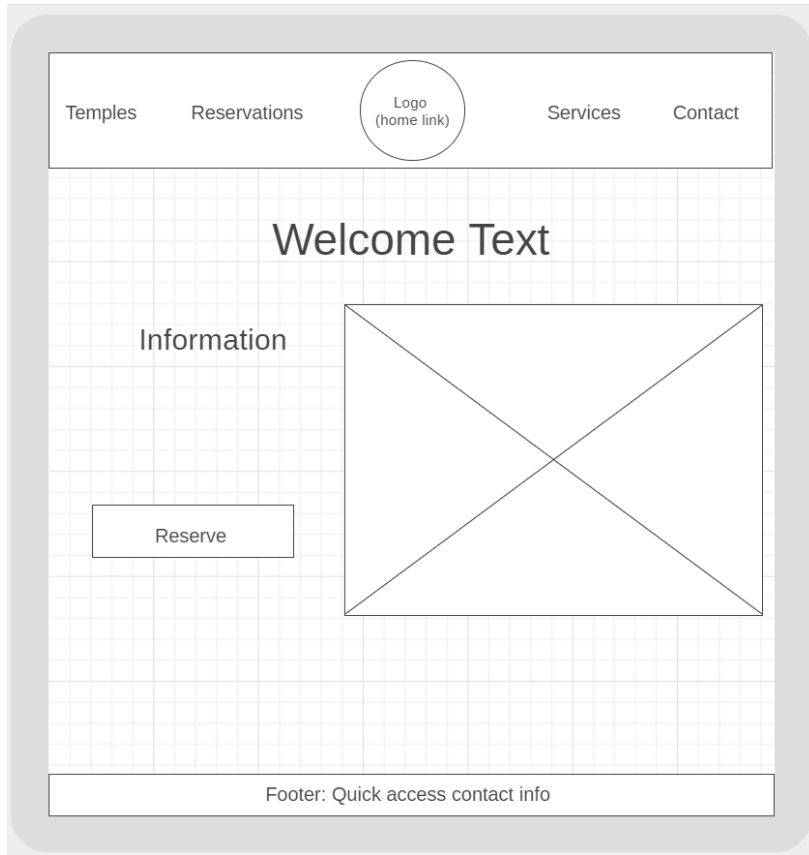 Temples
Reservations
Logo
(home link)
Services
Contact
Welcome Text
Information
Reserve
Footer: Quick access contact info